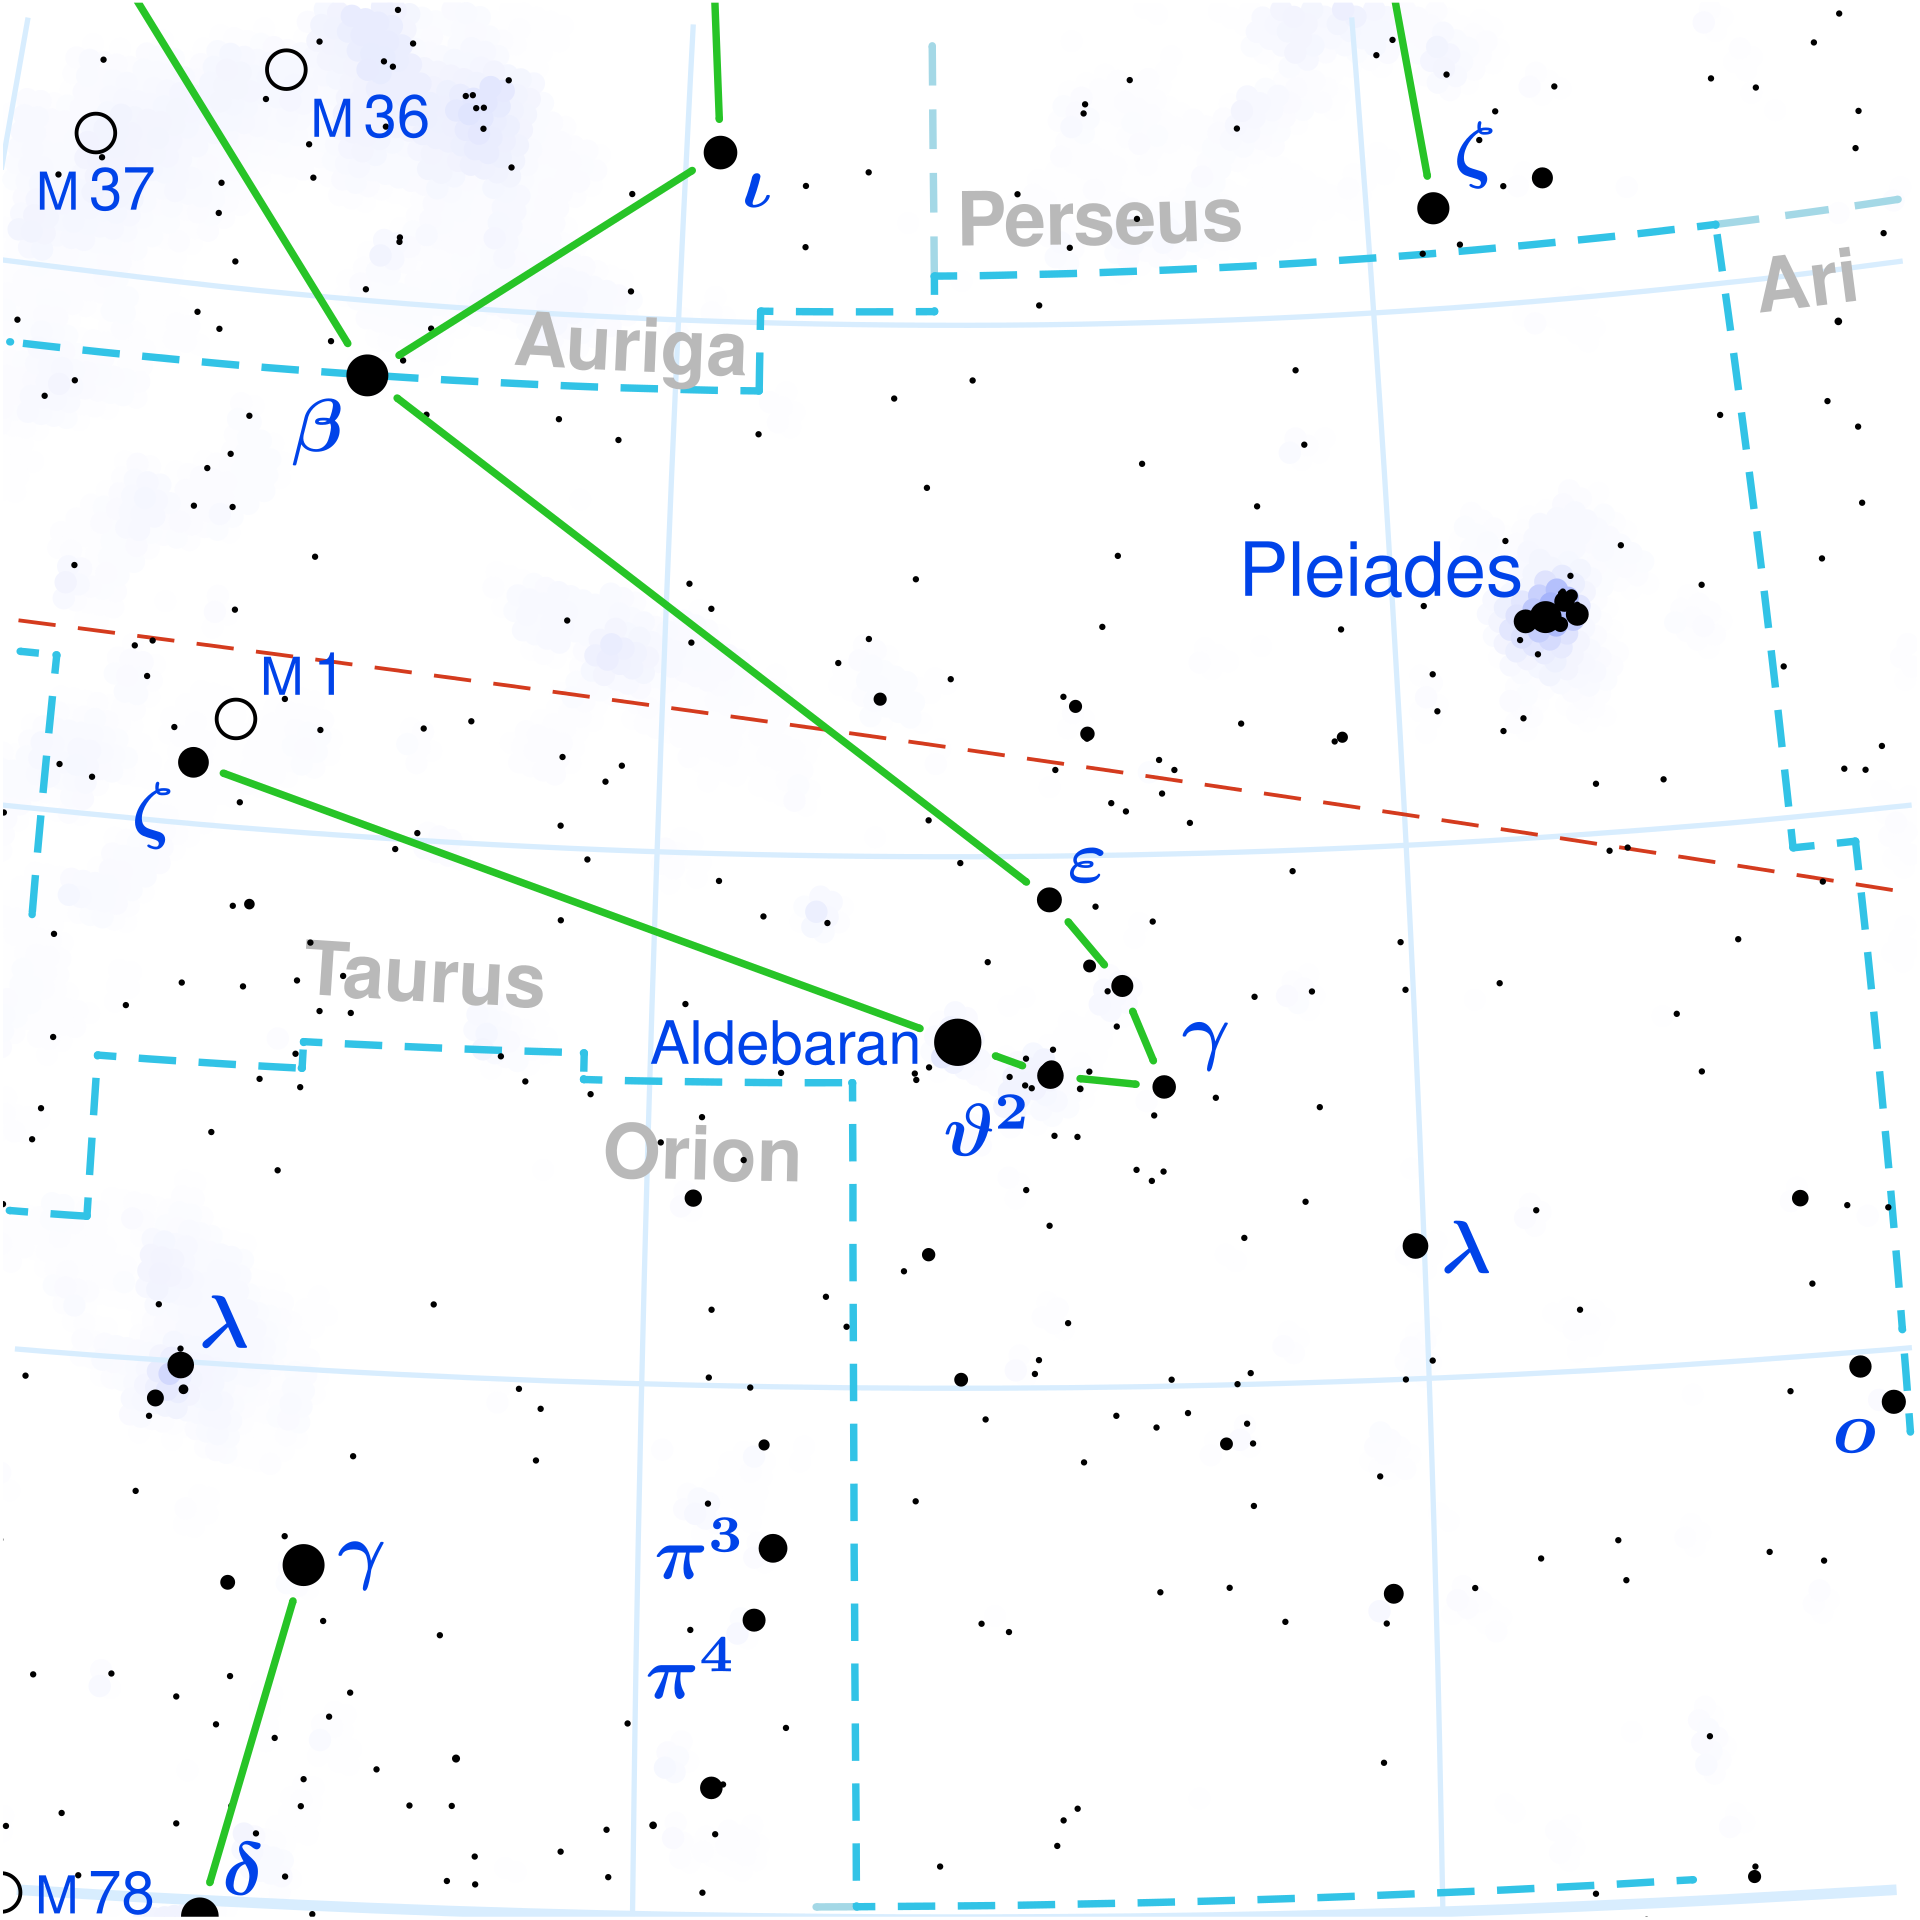 M 36
M 37
ι
ζ
Perseus
Ari
Auriga
β
Pleiades
M 1
ζ
ε
Taurus
Aldebaran
γ
ϑ²
Orion
λ
λ
ο
π³
γ
π⁴
δ
M 78